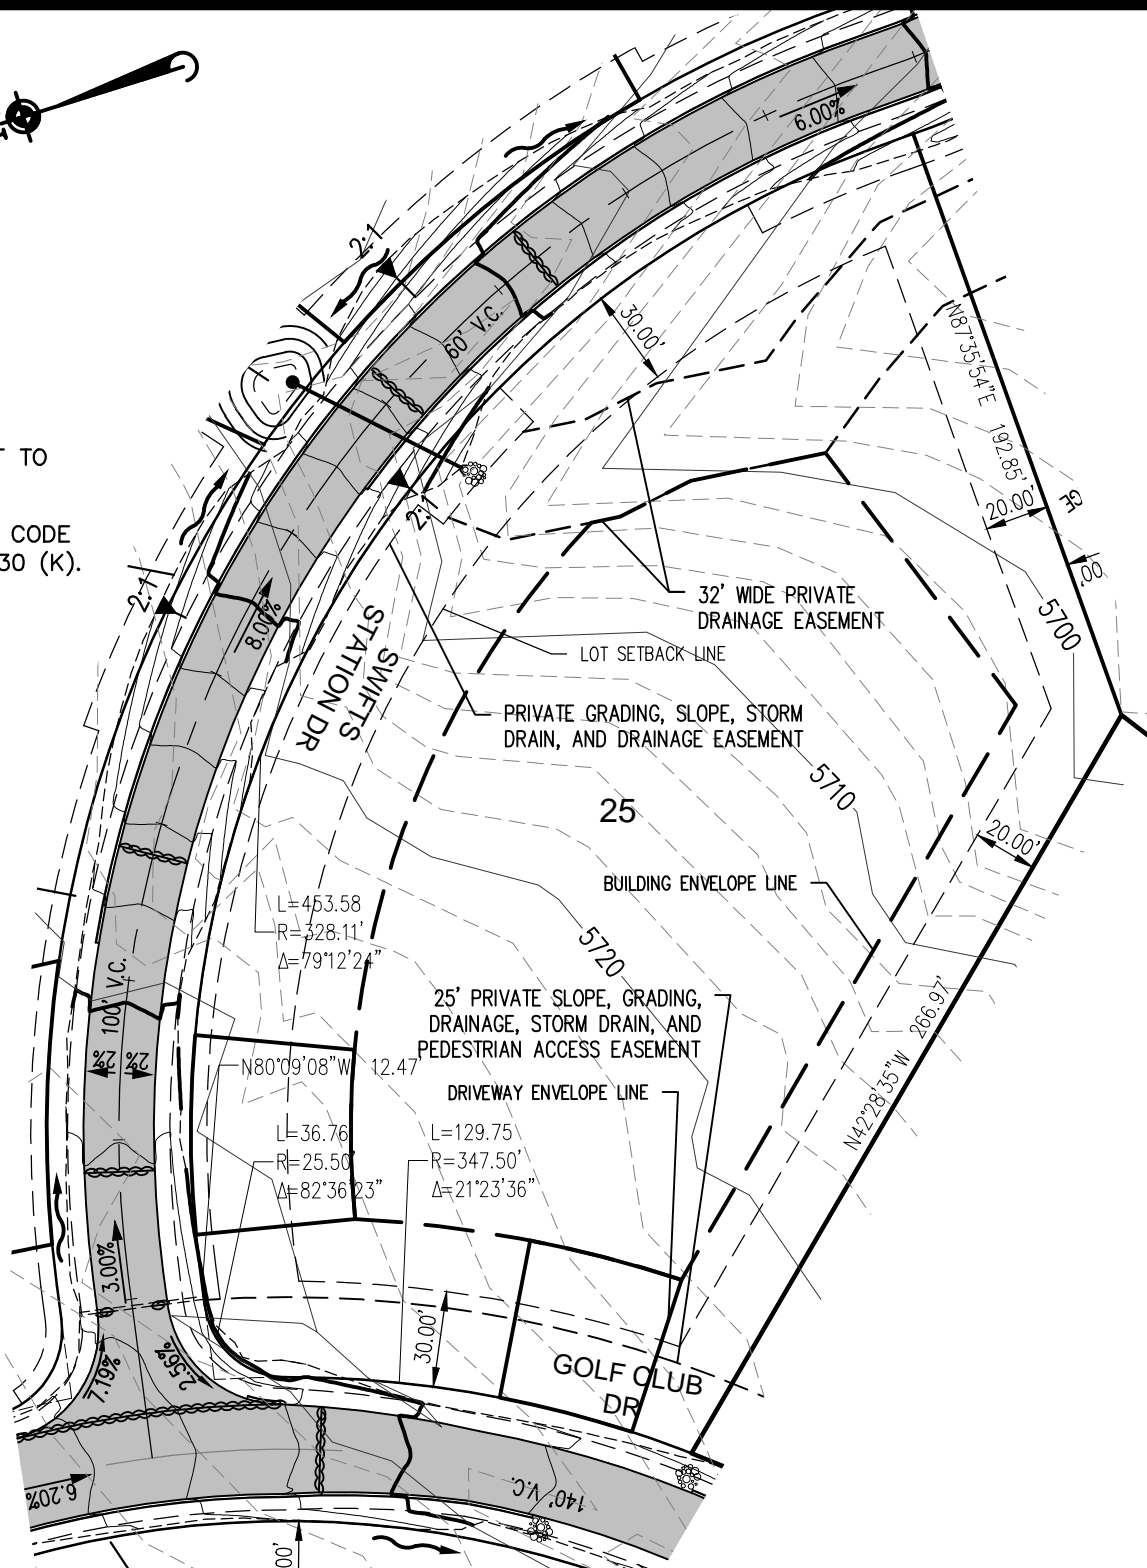 6.00%
2:1
60' V.C.
30.00'
N87°35'54"E 192.85'
T TO
20.00'
GE
CODE
30 (K).
2:1
.00'
2:1
32' WIDE PRIVATE
DRAINAGE EASEMENT
8.00%
5700
SWIFTS
STATION DR
LOT SETBACK LINE
PRIVATE GRADING, SLOPE, STORM
DRAIN, AND DRAINAGE EASEMENT
5710
25
20.00'
BUILDING ENVELOPE LINE
L=453.58
R=328.11'
Δ=79°12'24"
5720
100' V.C.
25' PRIVATE SLOPE, GRADING,
DRAINAGE, STORM DRAIN, AND
PEDESTRIAN ACCESS EASEMENT
N42°28'35"W 266.97'
2% 2%
N80°09'08"W 12.47'
DRIVEWAY ENVELOPE LINE
L=36.76
R=25.50'
Δ=82°36'23"
L=129.75
R=347.50'
Δ=21°23'36"
3.00%
30.00'
7.19%
2.56%
GOLF CLUB
DR
6.20%
140' V.C.
00'